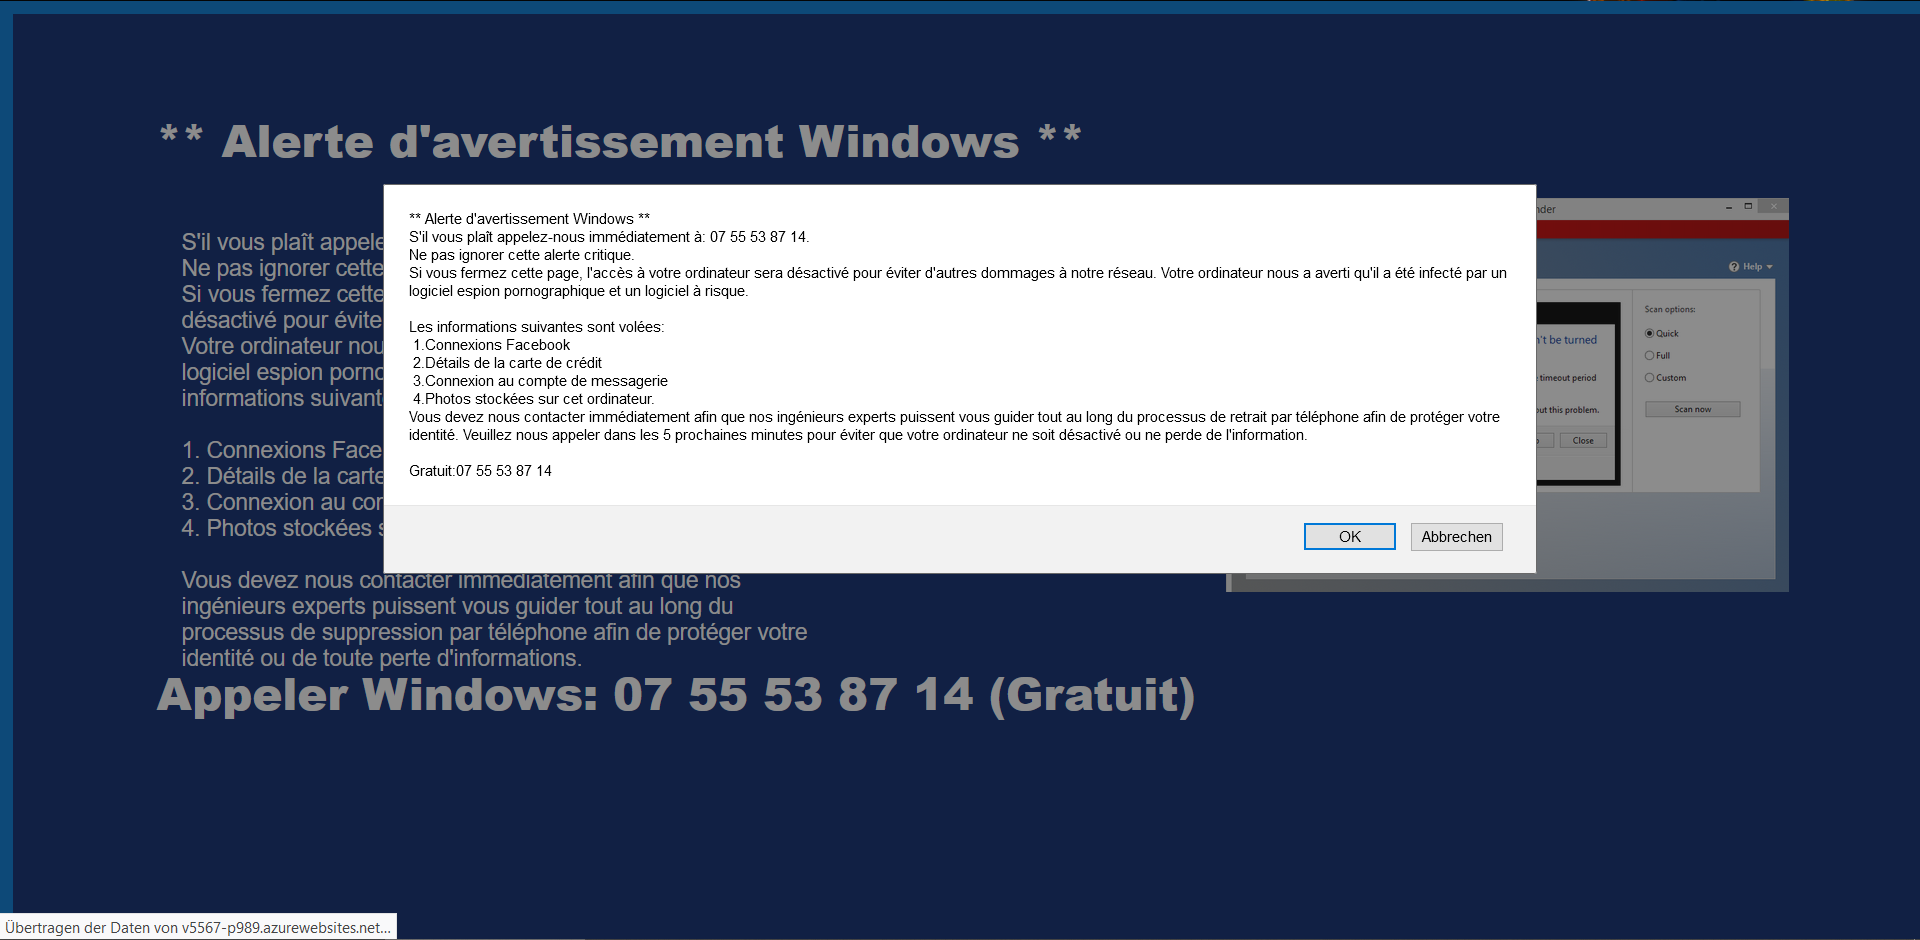 ** Alerte d'avertissement Windows **
** Alerte d'avertissement Windows **
S'il vous plaît appelez-nous immédiatement à: 07 55 53 87 14.
Ne pas ignorer cette alerte critique.
Si vous fermez cette page, l'accès à votre ordinateur sera désactivé pour éviter d'autres dommages à notre réseau. Votre ordinateur nous a averti qu'il a été infecté par un
logiciel espion pornographique et un logiciel à risque.
Les informations suivantes sont volées:
1.Connexions Facebook
2.Détails de la carte de crédit
3.Connexion au compte de messagerie
4.Photos stockées sur cet ordinateur.
Vous devez nous contacter immédiatement afin que nos ingénieurs experts puissent vous guider tout au long du processus de retrait par téléphone afin de protéger votre
identité. Veuillez nous appeler dans les 5 prochaines minutes pour éviter que votre ordinateur ne soit désactivé ou ne perde de l'information.
Gratuit:07 55 53 87 14
OK
Abbrechen
S'il vous plaît
Ne pas ignorer cette
Si vous fermez cette
désactivé pour
Votre ordinateur
logiciel espion
informations
1. Connexions
2. Détails de la carte
3. Connexion au
4. Photos stockées
Vous devez nous contacter immédiatement afin que nos
ingénieurs experts puissent vous guider tout au long du
processus de suppression par téléphone afin de protéger votre
identité ou de toute perte d'informations.
Appeler Windows: 07 55 53 87 14 (Gratuit)
Help
Scan options:
Quick
Full
Custom
Scan now
be turned
timeout period
this problem.
Close
Übertragen der Daten von v5567-p989.azurewebsites.net...